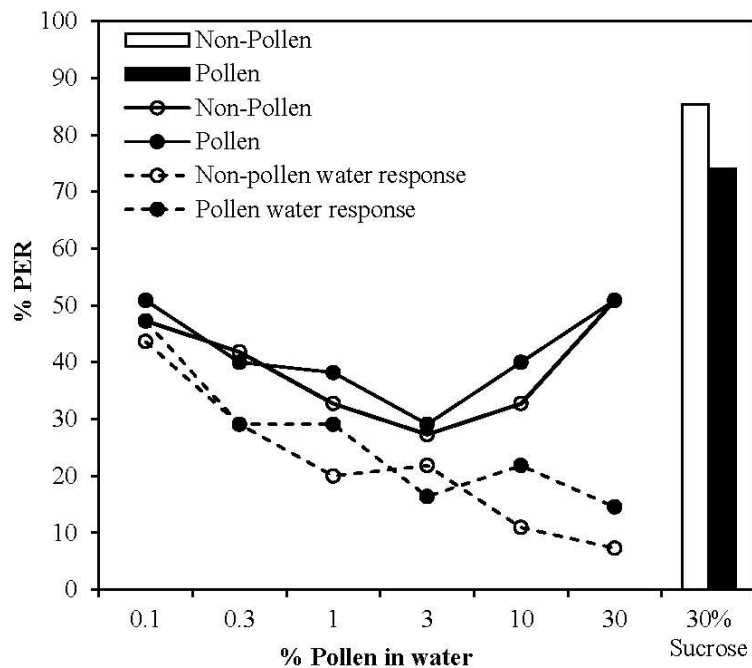 100
90
80
70
60
50
40
30
20
10
0
% PER
Non-Pollen
Pollen
Non-Pollen
Pollen
Non-pollen water response
Pollen water response
0.1 0.3 1 3 10 30 30%
Sucrose
% Pollen in water